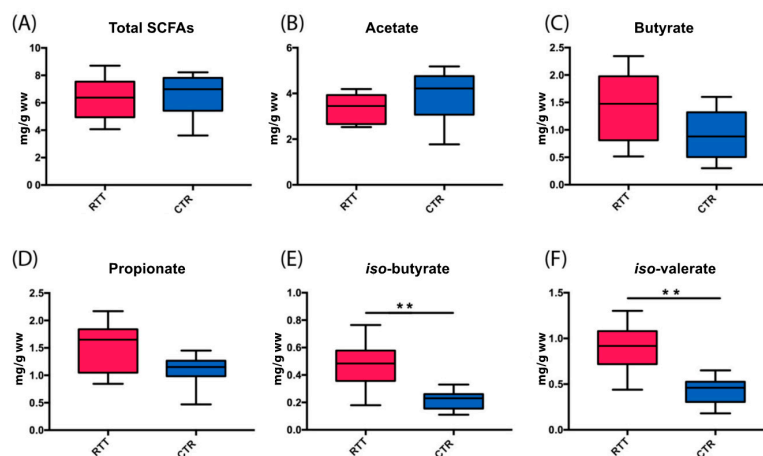 (A) Total SCFAs
mg/g ww
10
8
6
4
2
0 0
RTT
CTR
(B) Acetate
mg/g ww
6
4
2
0
RTT
CTR
(C) Butyrate
mg/g ww
2.5
2.0
1.5
1.0
0.5
0.0
RTT
CTR
(D) Propionate
mg/g ww
2.5
2.0
1.5
1.0
0.5
0.0
RTT
CTR
(E) iso-butyrate
mg/g ww
1.0
0.8
0.6
0.4
0.2
0.0
**
RTT
CTR
(F) iso-valerate
mg/g ww
1.5
1.0
0.5
0.0
**
RTT
CTR